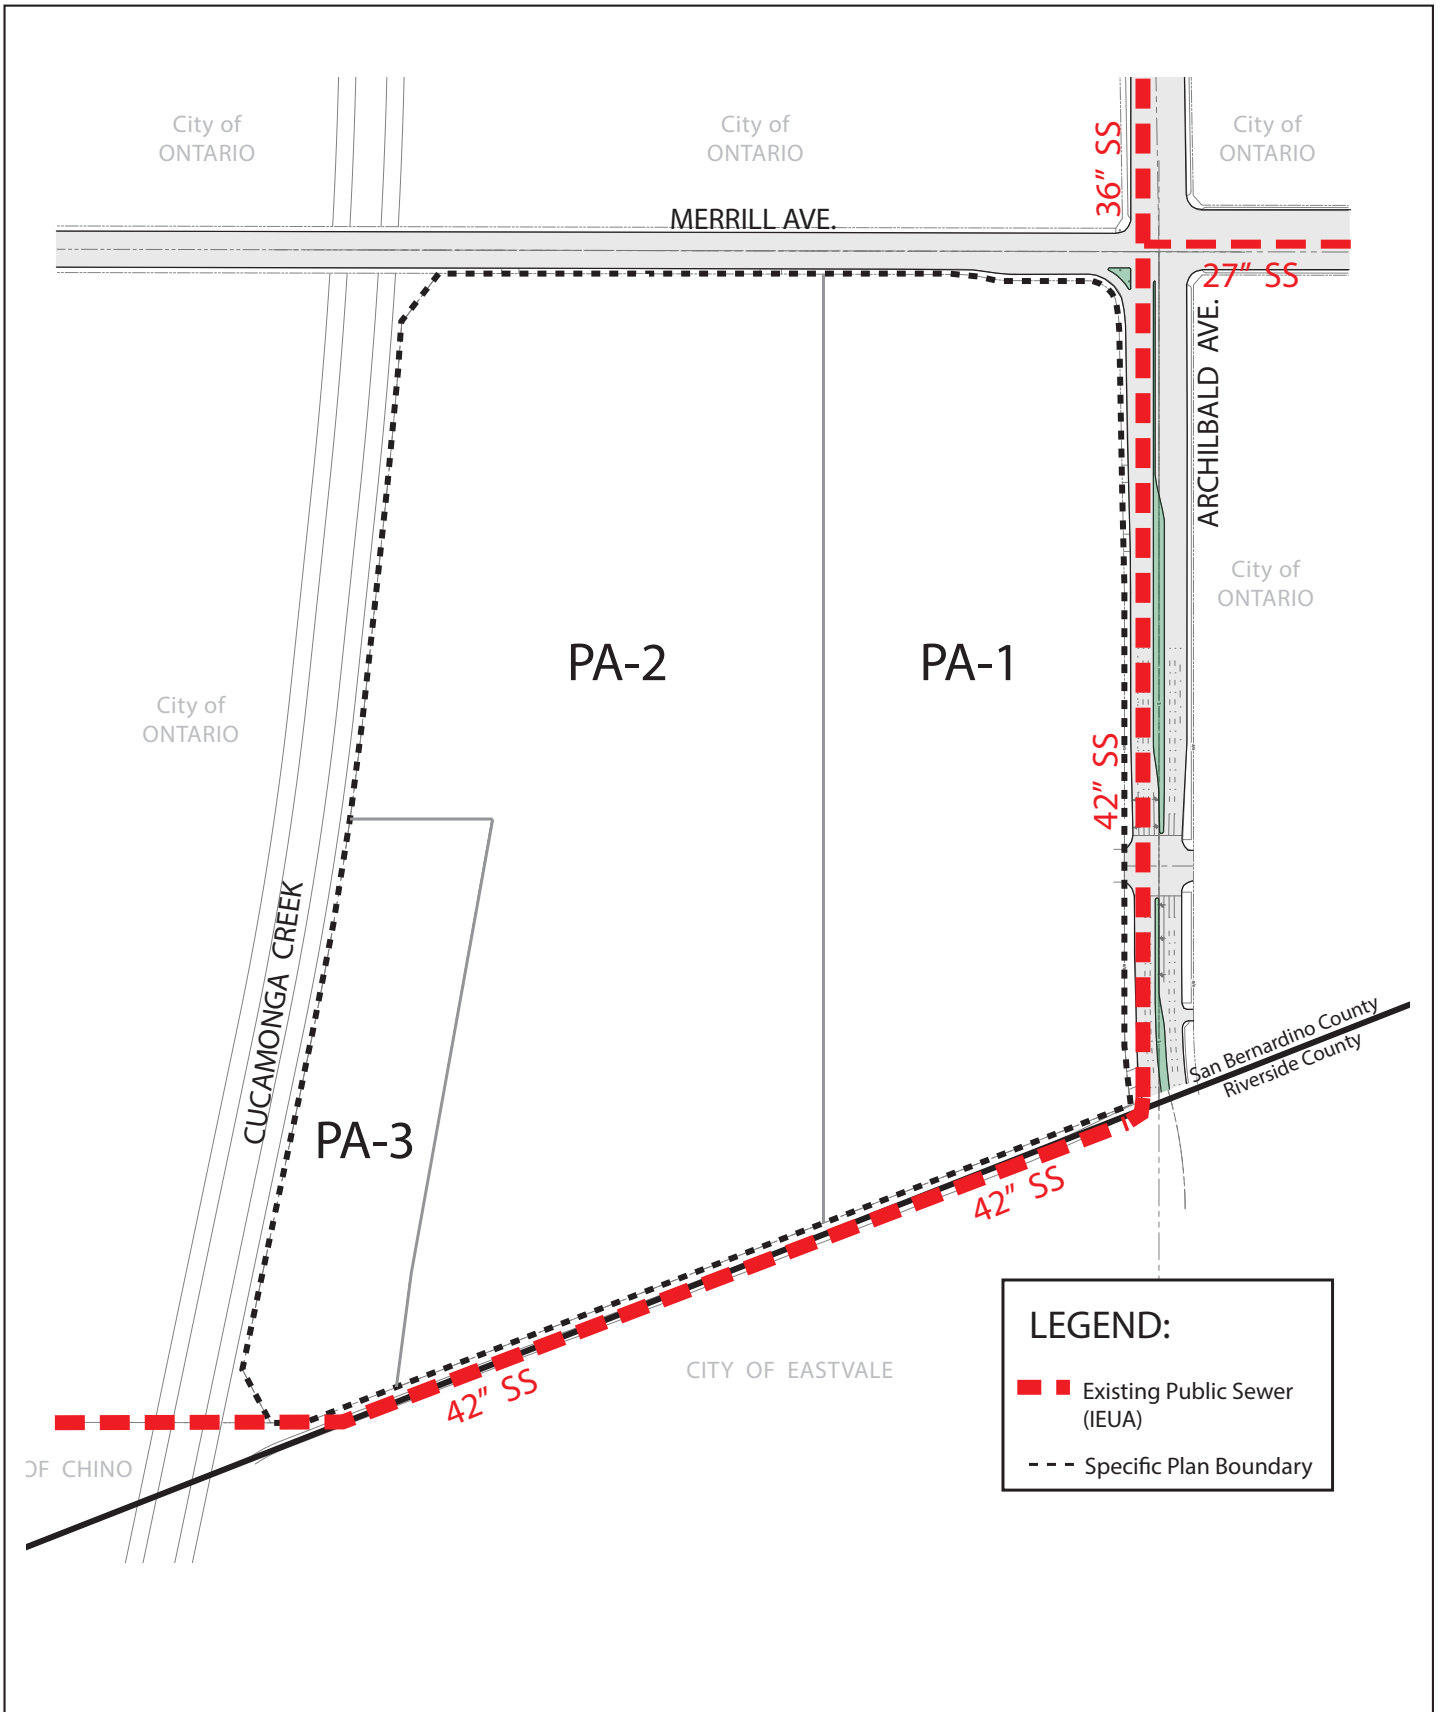 City of
ONTARIO
City of
ONTARIO
City of
ONTARIO
36" SS
MERRILL AVE.
27" SS
ARCHILBALD AVE.
City of
ONTARIO
PA-2
PA-1
City of
ONTARIO
42" SS
CUCAMONGA CREEK
San Bernardino County
Riverside County
PA-3
42" SS
CITY OF EASTVALE
42" SS
OF CHINO
LEGEND:
Existing Public Sewer
(IEUA)
Specific Plan Boundary